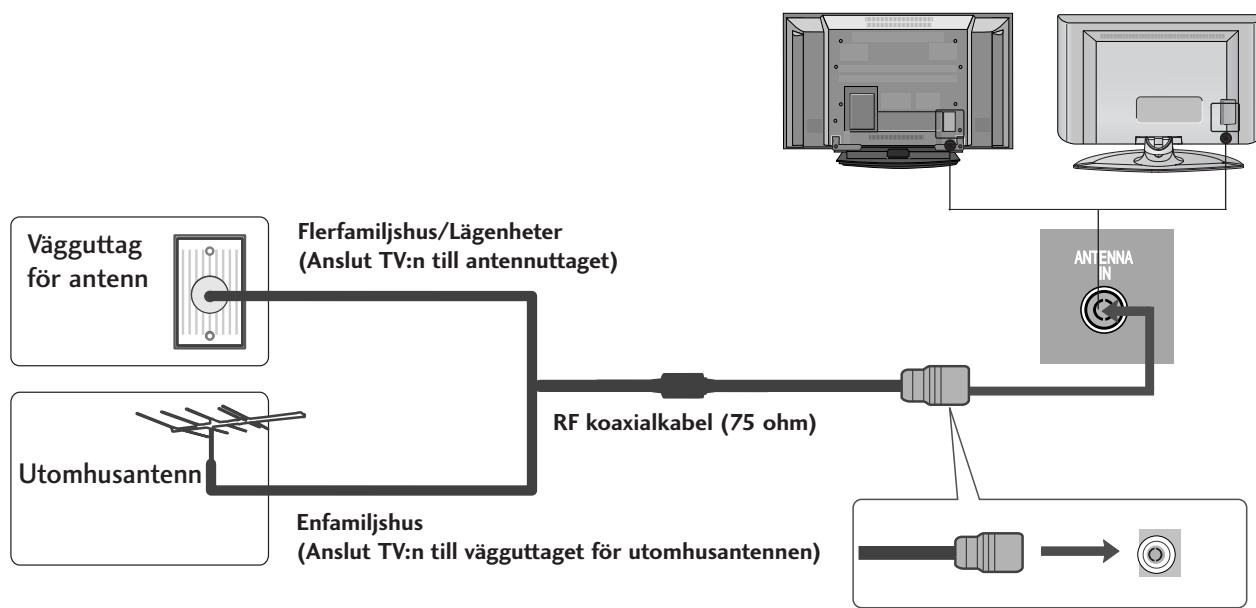 Vägguttag
för antenn
Flerfamiljshus/Lägenheter
(Anslut TV:n till antennuttaget)
ANTENNA
IN
RF koaxialkabel (75 ohm)
Utomhusantenn
Enfamiljshus
(Anslut TV:n till vägguttaget för utomhusantennen)